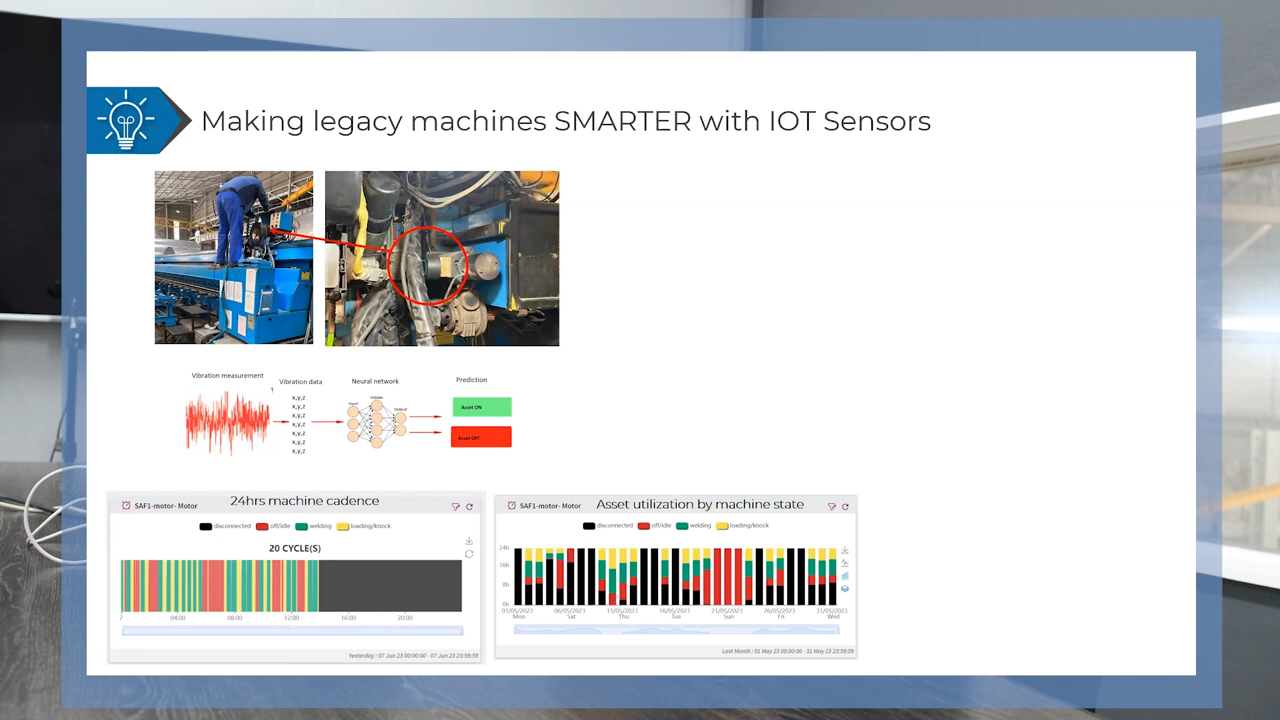 Making legacy machines SMARTER with IOT Sensors
Vibration measurement
Vibration data
Neural network
Prediction
x,y,z
x,y,z
x,y,z
x,y,z
x,y,z
x,y,z
x,y,z
Input
Hidden
Output
Asset ON
Asset OFF
SAF1-motor- Motor
24hrs machine cadence
disconnected off/idle welding loading/knock
20 CYCLE(S)
7 04:00 08:00 12:00 16:00 20:00
Yesterday : 07 Jun 23 00:00:00 - 07 Jun 23 23:59:59
SAF1-motor- Motor
Asset utilization by machine state
disconnected off/idle welding loading/knock
24h
16h
8h
0h
01/05/2023 06/05/2023 11/05/2023 16/05/2023 21/05/2023 26/05/2023 31/05/2023
Mon Sat Thu Tue Sun Fri Wed
Last Month : 01 May 23 00:00:00 - 31 May 23 23:59:59